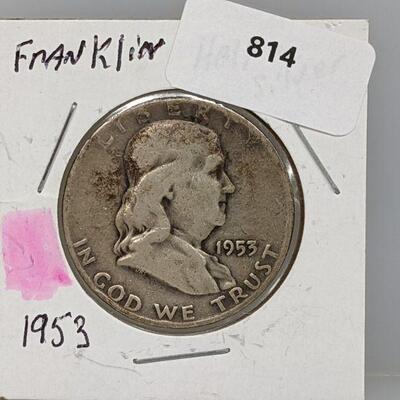 FRANKlin
814
LIBERTY
1953
IN GOD WE TRUST
1953